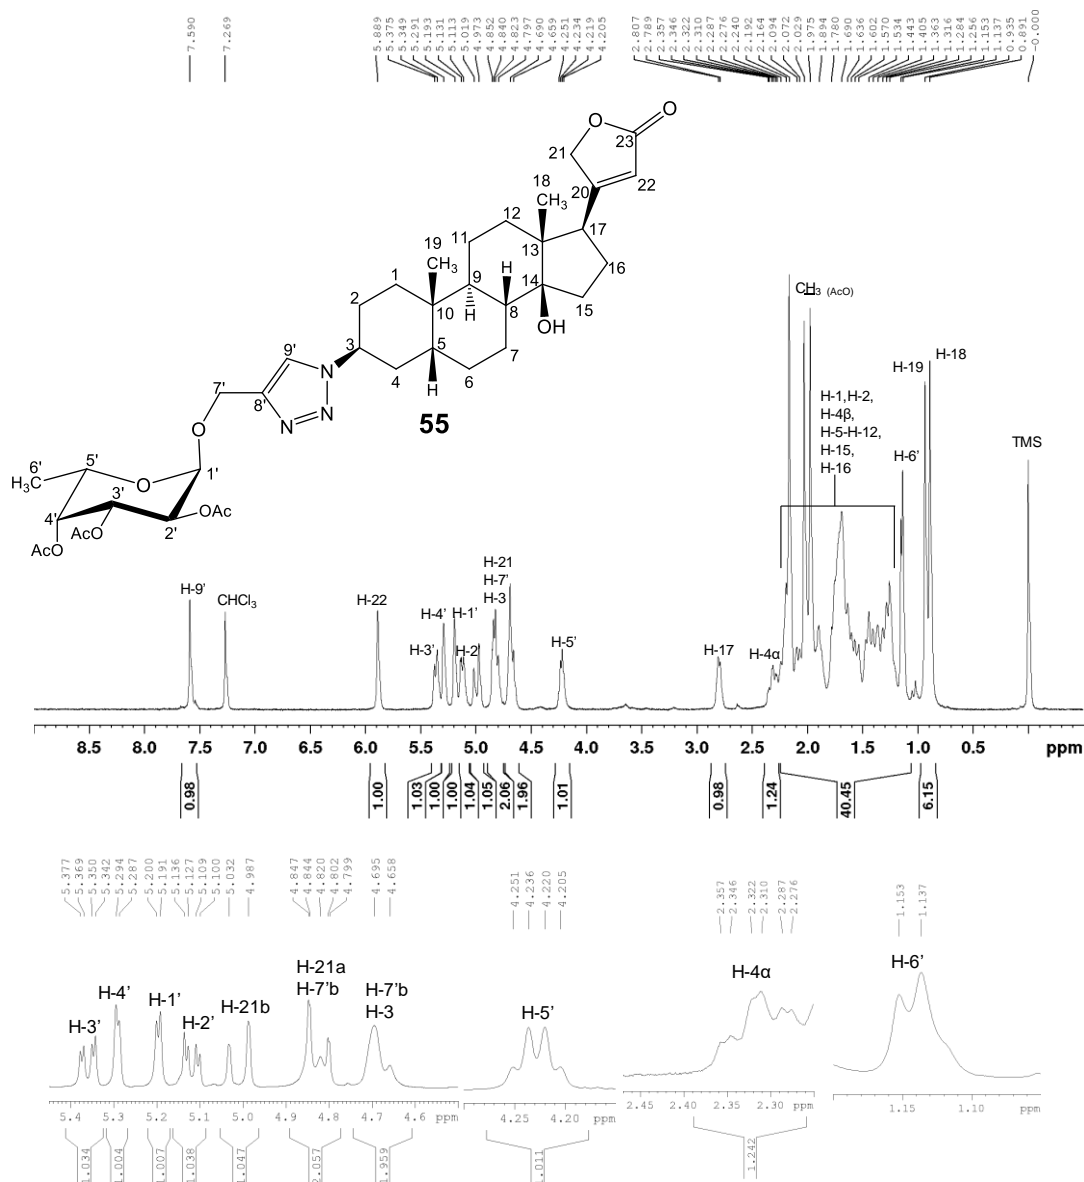 7.590
7.269
5.889
5.375
5.349
5.291
5.193
5.131
5.113
5.019
4.973
4.852
4.840
4.823
4.797
4.690
4.659
4.251
4.234
4.219
4.205
2.807
2.789
2.357
2.346
2.322
2.310
2.287
2.276
2.240
2.192
2.164
2.094
2.072
2.029
1.975
1.894
1.780
1.690
1.636
1.602
1.570
1.534
1.443
1.405
1.363
1.316
1.284
1.256
1.153
1.137
0.935
0.891
-0.000
O
O
23
21
22
20
18
CH3
12
17
11
13
16
19
CH3
H
14
1
9
15
2
10
8
OH
H
3
5
7
9'
4
6
N
H
7'
8'
N
N
55
O
6'
5'
H3C
O
1'
3'
4'
AcO
OAc
2'
AcO
CH3 (AcO)
H-19
H-18
H-1,H-2,
H-4β,
H-5-H-12,
H-15,
H-16
H-6'
TMS
H-9'
CHCl3
H-22
H-4'
H-1'
H-3'
H-2'
H-21
H-7'
H-3
H-5'
H-17
H-4α
8.5 8.0 7.5 7.0 6.5 6.0 5.5 5.0 4.5 4.0 3.5 3.0 2.5 2.0 1.5 1.0 0.5 ppm
0.98 1.00 1.03 1.00 1.00 1.04 1.05 2.06 1.96 1.01 0.98 1.24 40.45 6.15
5.377
5.369
5.350
5.342
5.294
5.287
5.200
5.191
5.136
5.127
5.109
5.100
5.032
4.987
4.847
4.844
4.820
4.802
4.799
4.695
4.658
4.251
4.236
4.220
4.205
2.357
2.346
2.322
2.310
2.287
2.276
1.153
1.137
H-3'
H-4'
H-1'
H-2'
H-21b
H-21a
H-7'b
H-7'b
H-3
H-5'
H-4α
H-6'
5.4 5.3 5.2 5.1 5.0 4.9 4.8 4.7 4.6 ppm
4.25 4.20 ppm
2.45 2.40 2.35 2.30 ppm
1.15 1.10 ppm
1.034 1.004 1.007 1.038 1.047 2.057 1.959 1.011 1.242